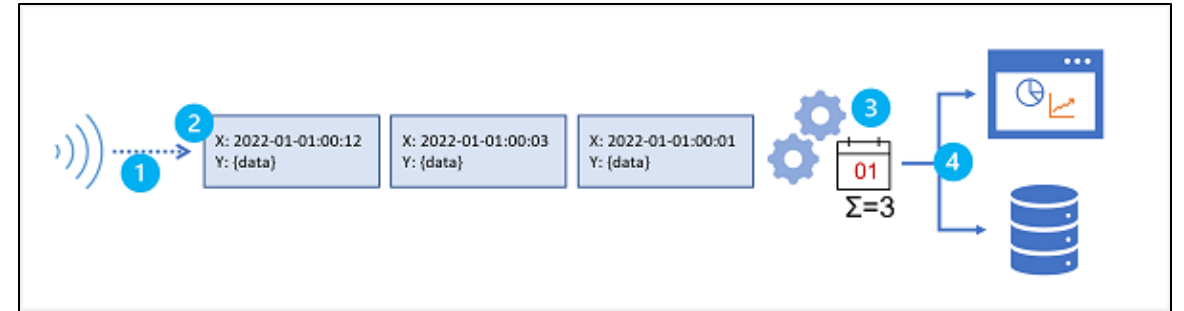 1
2
X: 2022-01-01:00:12
Y: {data}
X: 2022-01-01:00:03
Y: {data}
X: 2022-01-01:00:01
Y: {data}
3
01
Σ=3
4